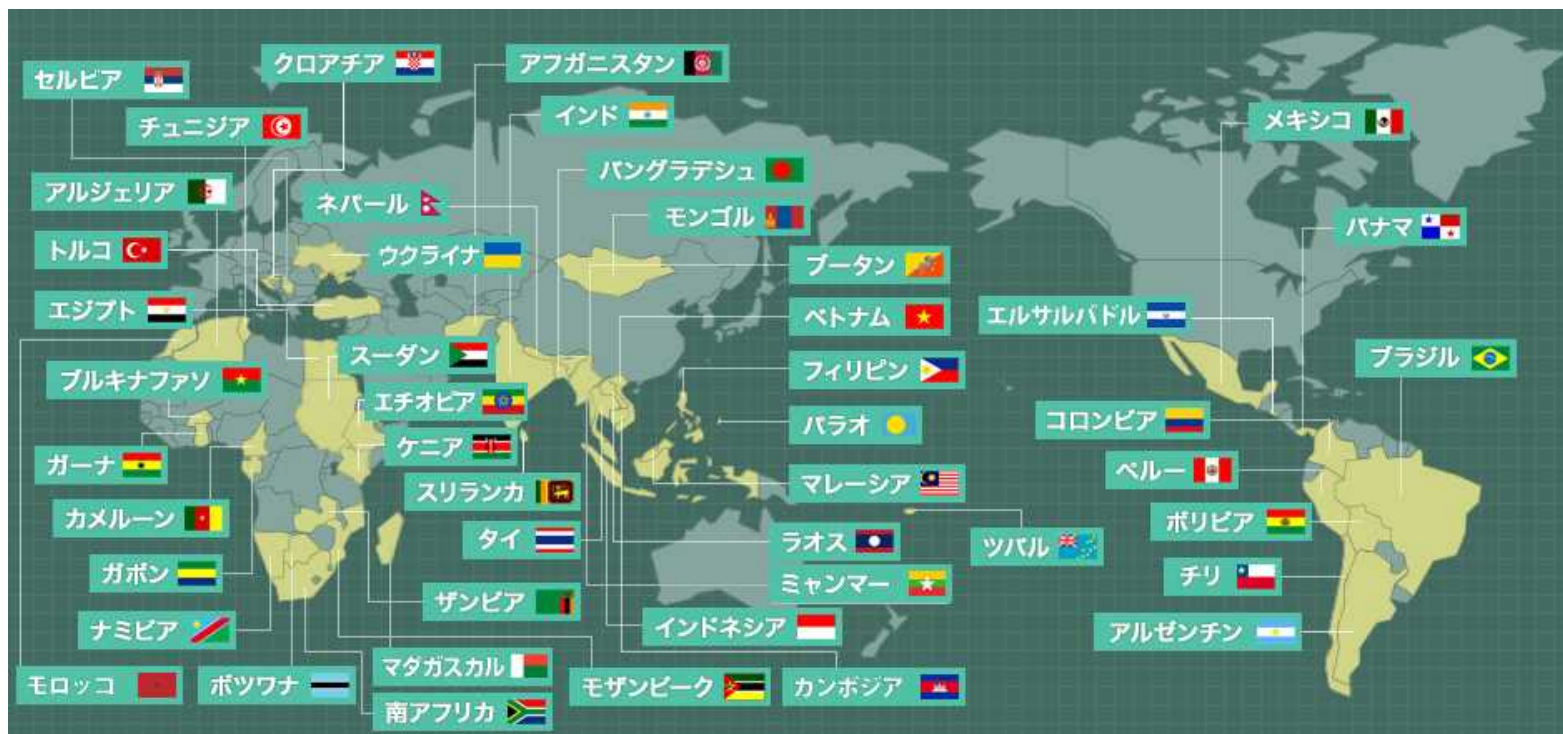 クロアチア
アフガニスタン
セルビア
インド
メキシコ
チュニジア
バングラデシュ
アルジェリア
ネパール
モンゴル
パナマ
トルコ
ウクライナ
ブータン
エジプト
ベトナム
エルサルバドル
スーダン
ブラジル
ブルキナファソ
フィリピン
エチオピア
コロンビア
パラオ
ケニア
ガーナ
ペルー
スリランカ
マレーシア
カメルーン
ボリビア
タイ
ラオス
ツバル
ガボン
チリ
ミャンマー
ザンビア
ナミビア
インドネシア
アルゼンチン
マダガスカル
モロッコ
ボツワナ
モザンビーク
カンボジア
南アフリカ